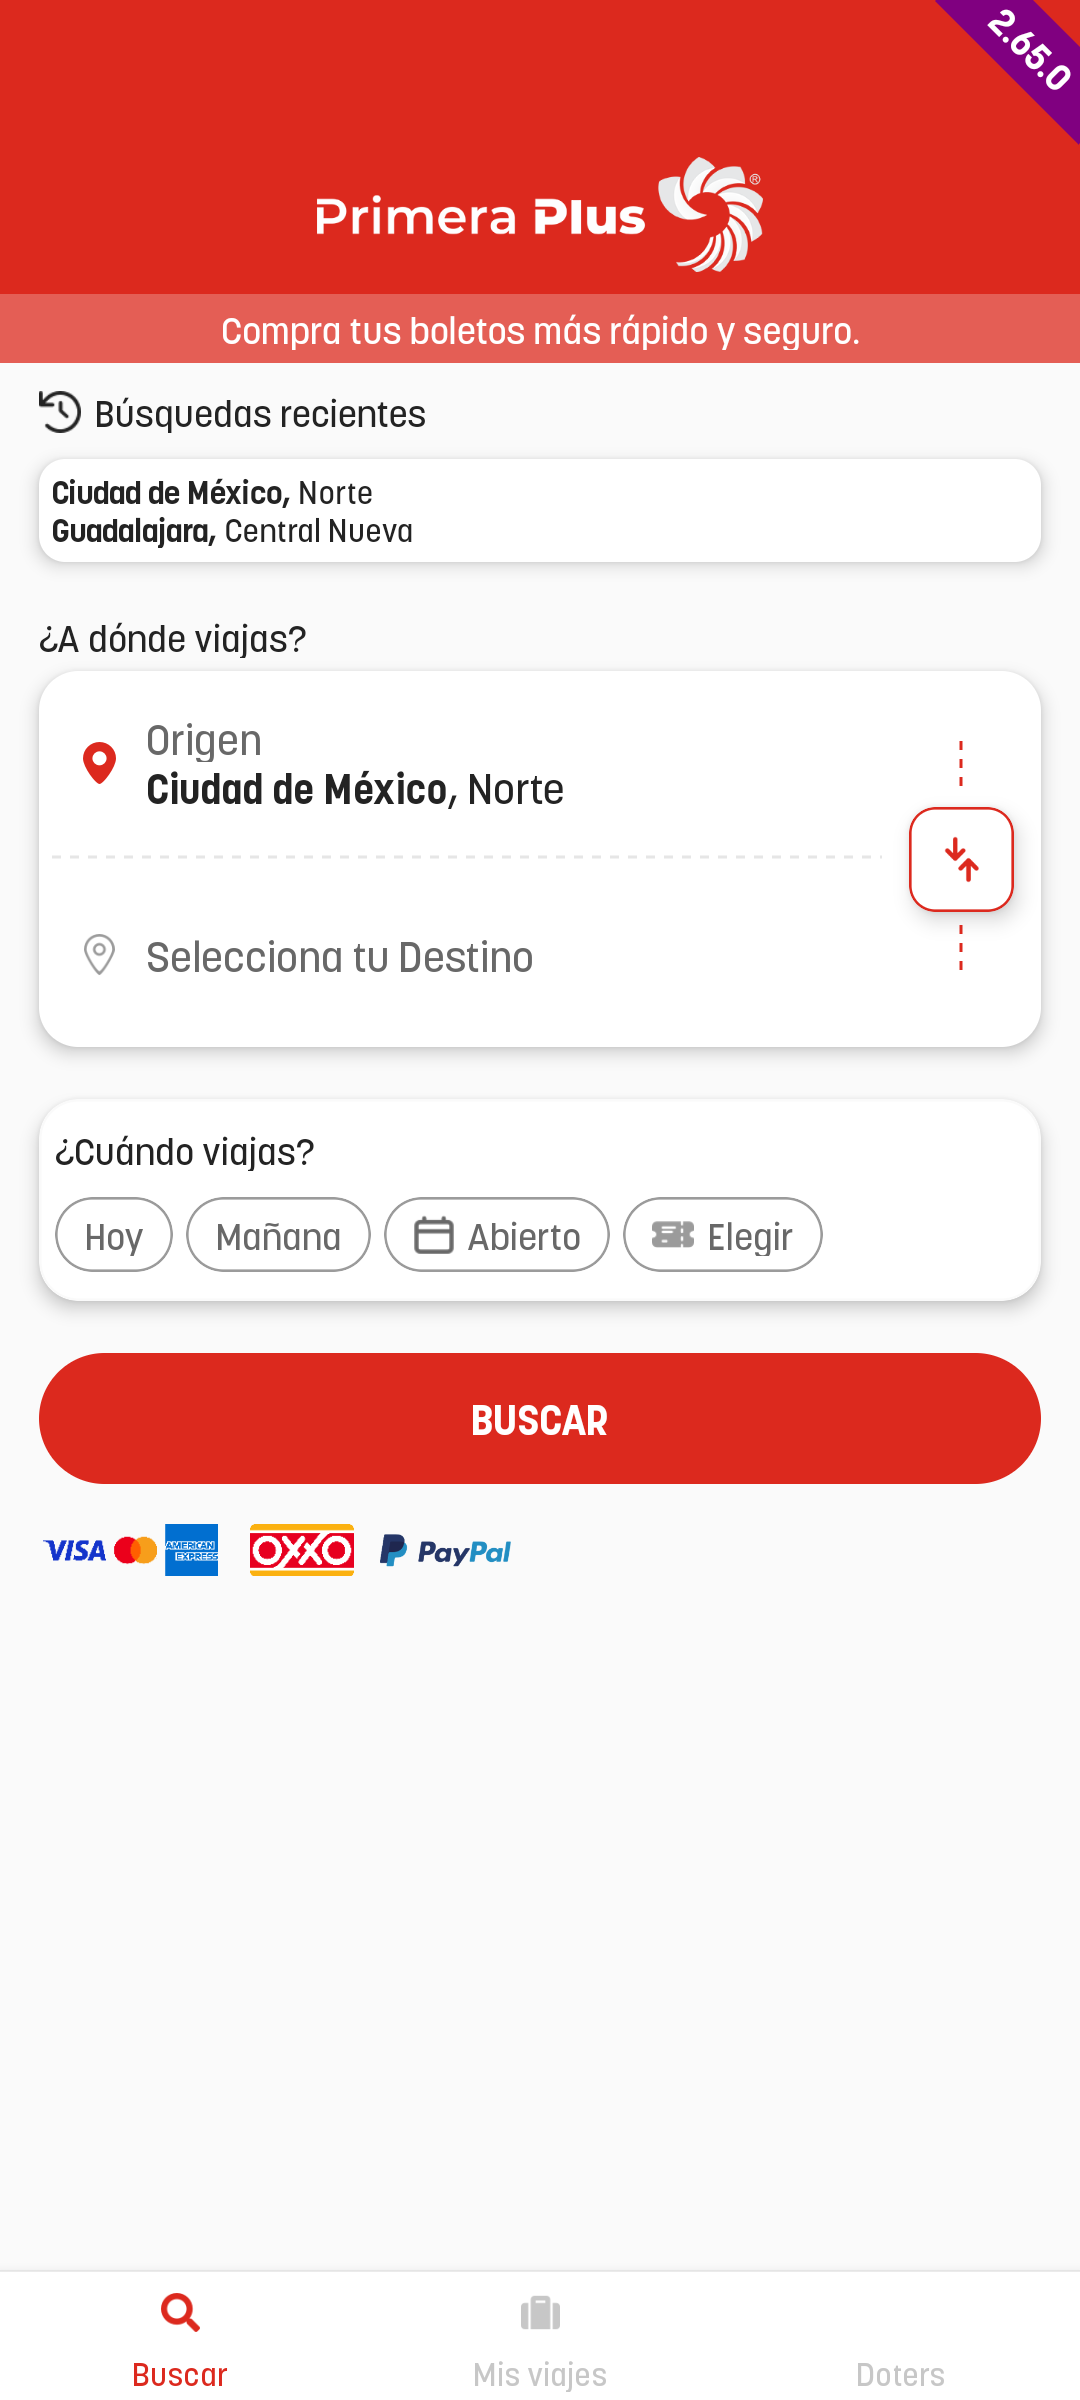 2.65.0
Primera Plus®
Compra tus boletos más rápido y seguro.
Búsquedas recientes
Ciudad de México, Norte
Guadalajara, Central Nueva
¿A dónde viajas?
Origen
Ciudad de México, Norte
Selecciona tu Destino
¿Cuándo viajas?
Hoy Mañana Abierto Elegir
BUSCAR
VISA AMERICAN EXPRESS OXXO PayPal
Buscar Mis viajes Doters